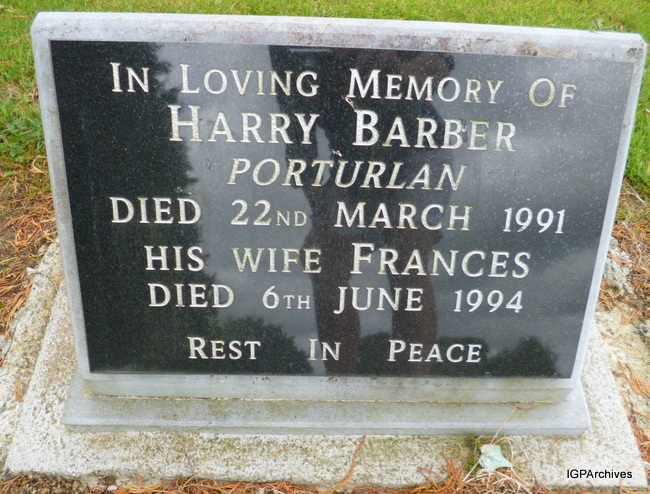 In Loving Memory Of
Harry Barber
PORTURLAN
DIED 22ND MARCH 1991
HIS WIFE FRANCES
DIED 6TH JUNE 1994
Rest In Peace
IGPArchives